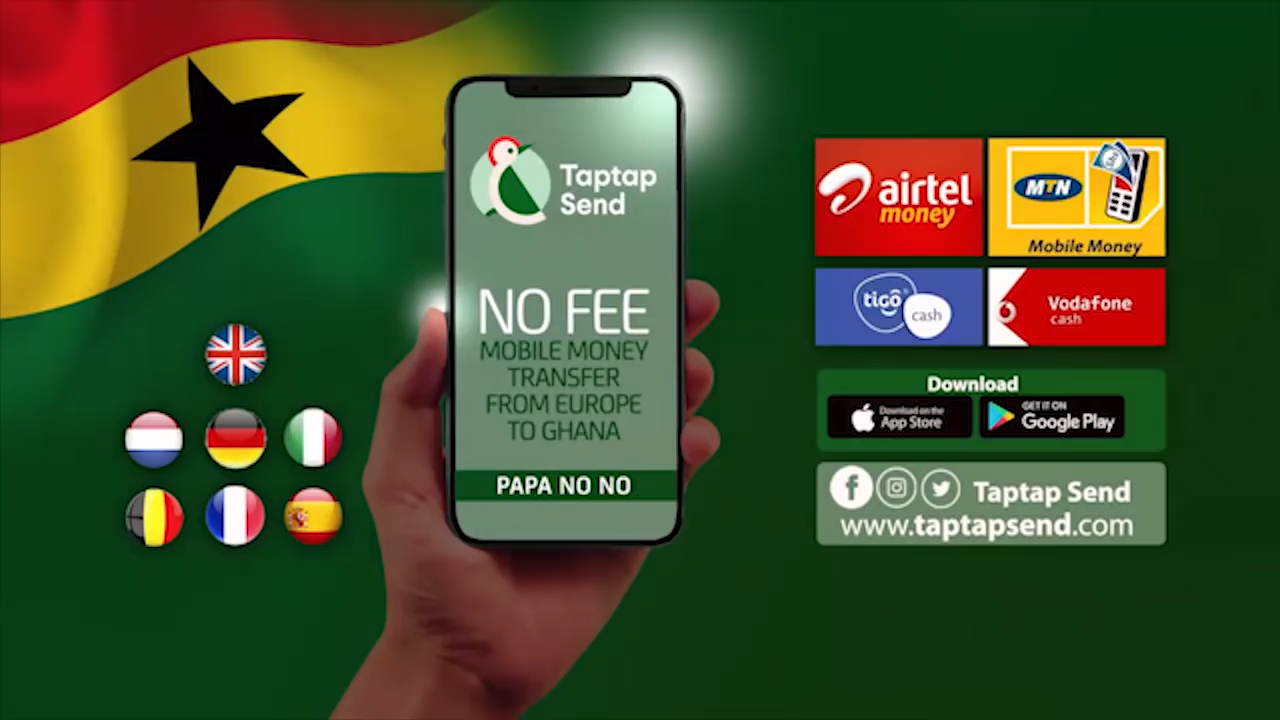 Taptap
Send
NO FEE
MOBILE MONEY
TRANSFER
FROM EUROPE
TO GHANA
PAPA NO NO
airtel
money
MTN
Mobile Money
tigo
cash
Vodafone
cash
Download
Download on the
App Store
GET IT ON
Google Play
Taptap Send
www.taptapsend.com